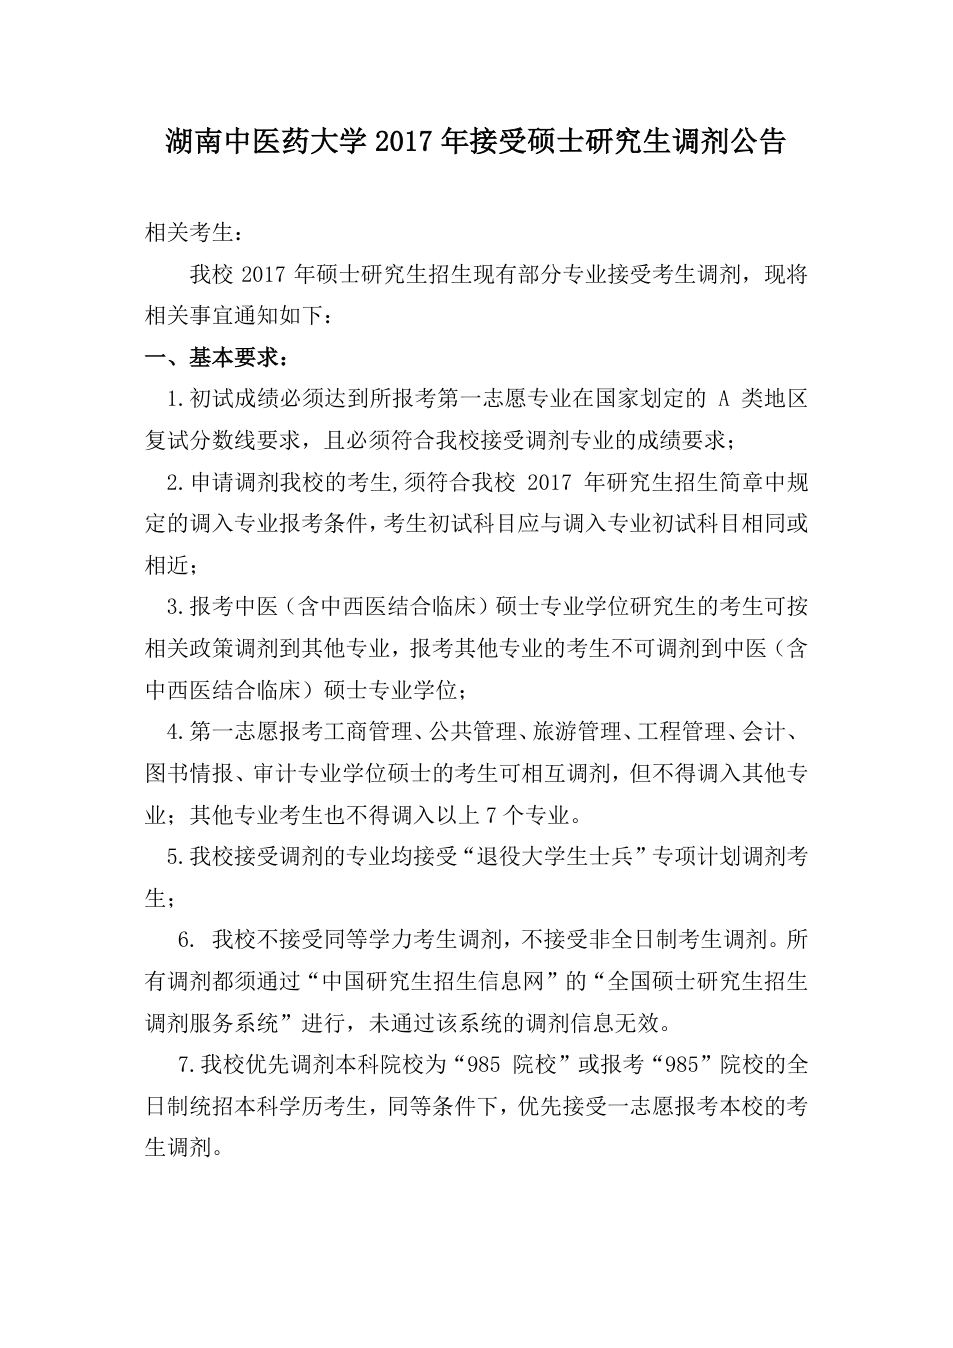 湖南中医药大学 2017 年接受硕士研究生调剂公告
相关考生：
我校 2017 年硕士研究生招生现有部分专业接受考生调剂，现将
相关事宜通知如下：
一、基本要求：
1.初试成绩必须达到所报考第一志愿专业在国家划定的 A 类地区
复试分数线要求，且必须符合我校接受调剂专业的成绩要求；
2.申请调剂我校的考生,须符合我校 2017 年研究生招生简章中规
定的调入专业报考条件，考生初试科目应与调入专业初试科目相同或
相近；
3.报考中医（含中西医结合临床）硕士专业学位研究生的考生可按
相关政策调剂到其他专业，报考其他专业的考生不可调剂到中医（含
中西医结合临床）硕士专业学位；
4.第一志愿报考工商管理、公共管理、旅游管理、工程管理、会计、
图书情报、审计专业学位硕士的考生可相互调剂，但不得调入其他专
业；其他专业考生也不得调入以上 7 个专业。
5.我校接受调剂的专业均接受“退役大学生士兵”专项计划调剂考
生；
6. 我校不接受同等学力考生调剂，不接受非全日制考生调剂。所
有调剂都须通过“中国研究生招生信息网”的“全国硕士研究生招生
调剂服务系统”进行，未通过该系统的调剂信息无效。
7.我校优先调剂本科院校为“985 院校”或报考“985”院校的全
日制统招本科学历考生，同等条件下，优先接受一志愿报考本校的考
生调剂。